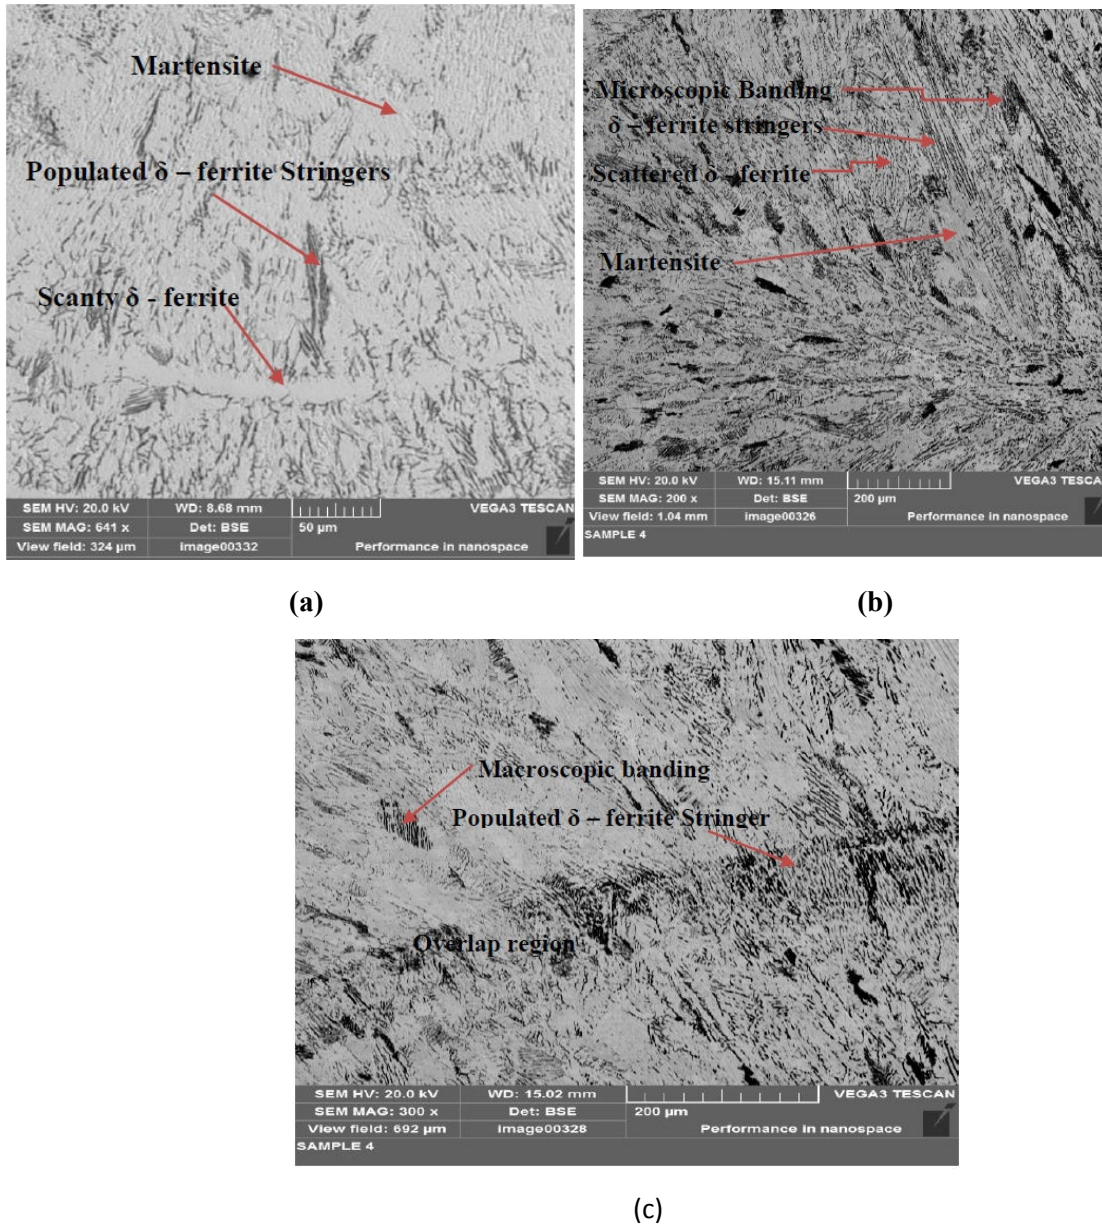 Martensite
Populated δ – ferrite Stringers
Scanty δ - ferrite
SEM HV: 20.0 kV WD: 8.68 mm VEGA3 TESCAN
SEM MAG: 641 x Det: BSE 50 µm
View field: 324 µm image00332 Performance in nanospace
(a)
Microscopic Banding
δ – ferrite stringers
Scattered δ - ferrite
Martensite
SEM HV: 20.0 kV WD: 15.11 mm VEGA3 TESCAN
SEM MAG: 200 x Det: BSE 200 µm
View field: 1.04 mm image00326 Performance in nanospace
SAMPLE 4
(b)
Macroscopic banding
Populated δ – ferrite Stringer
Overlap region
SEM HV: 20.0 kV WD: 15.02 mm VEGA3 TESCAN
SEM MAG: 300 x Det: BSE 200 µm
View field: 692 µm image00328 Performance in nanospace
SAMPLE 4
(c)